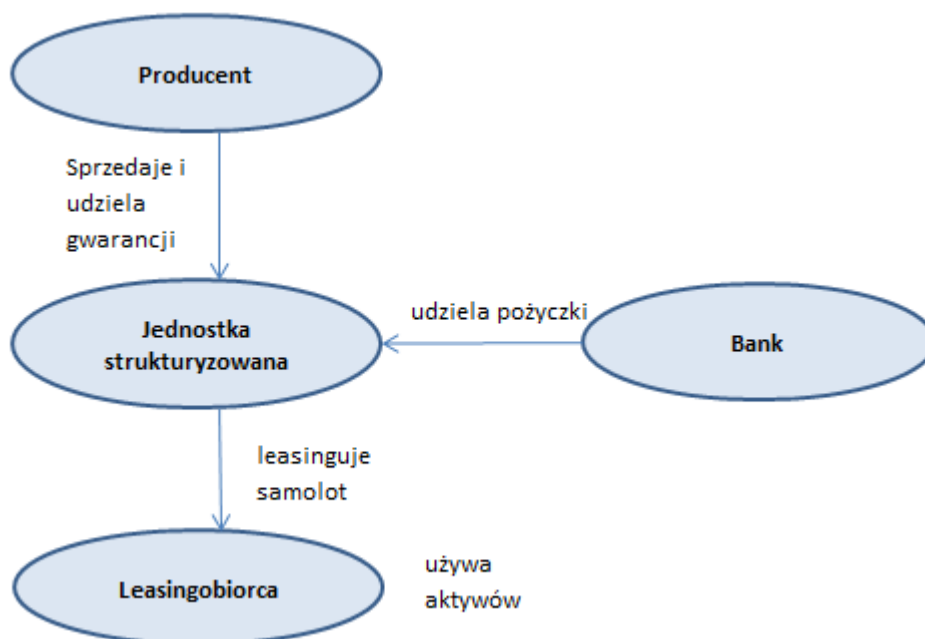 Producent
Sprzedaje i
udziela
gwarancji
Jednostka
strukturyzowana
udziela pożyczki
Bank
leasinguje
samolot
Leasingobiorca
używa
aktywów